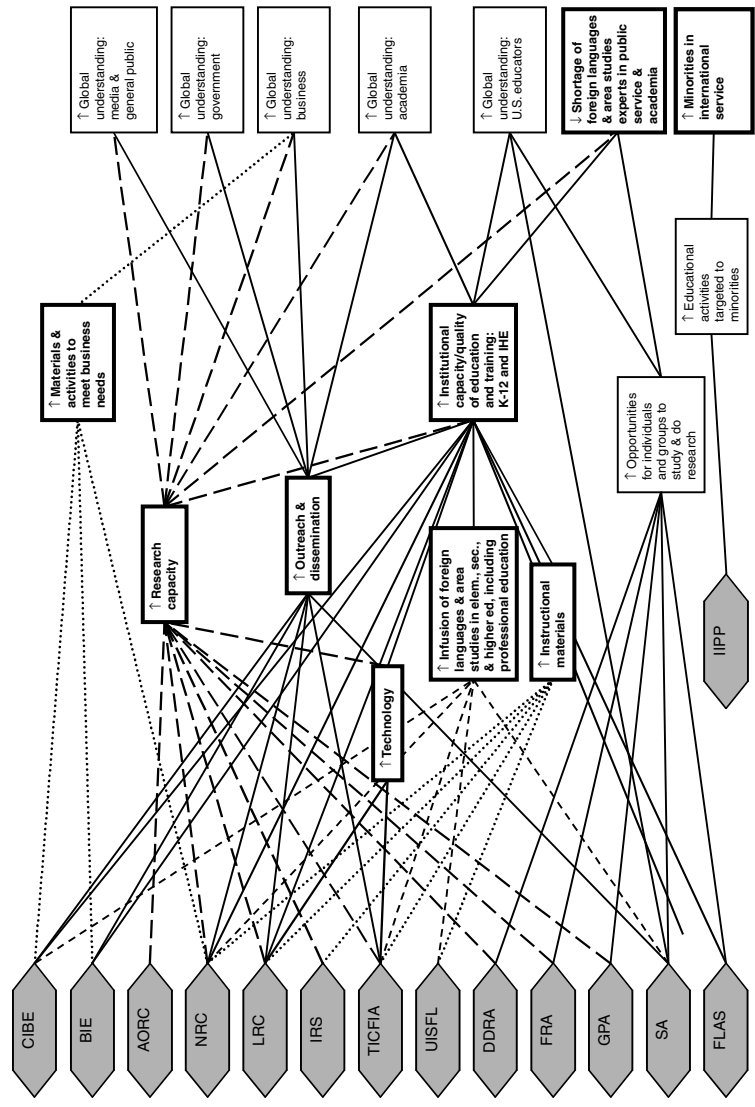 CIBE
BIE
AORC
NRC
LRC
IRS
TICFIA
UISFL
DDRA
FRA
GPA
SA
FLAS
IIPP
↑ Materials &
activities to
meet business
needs
↑ Research
capacity
↑ Outreach &
dissemination
↑ Technology
↑ Infusion of foreign
languages & area
studies in elem., sec.,
& higher ed, including
professional education
↑ Instructional
materials
↑ Institutional
capacity/quality
of education
and training:
K-12 and IHE
↑ Opportunities
for individuals
and groups to
study & do
research
↑ Educational
activities
targeted to
minorities
↑ Global
understanding:
media &
general public
↑ Global
understanding:
government
↑ Global
understanding:
business
↑ Global
understanding:
academia
↑ Global
understanding:
U.S. educators
↓ Shortage of
foreign languages
& area studies
experts in public
service &
academia
↑ Minorities in
international
service